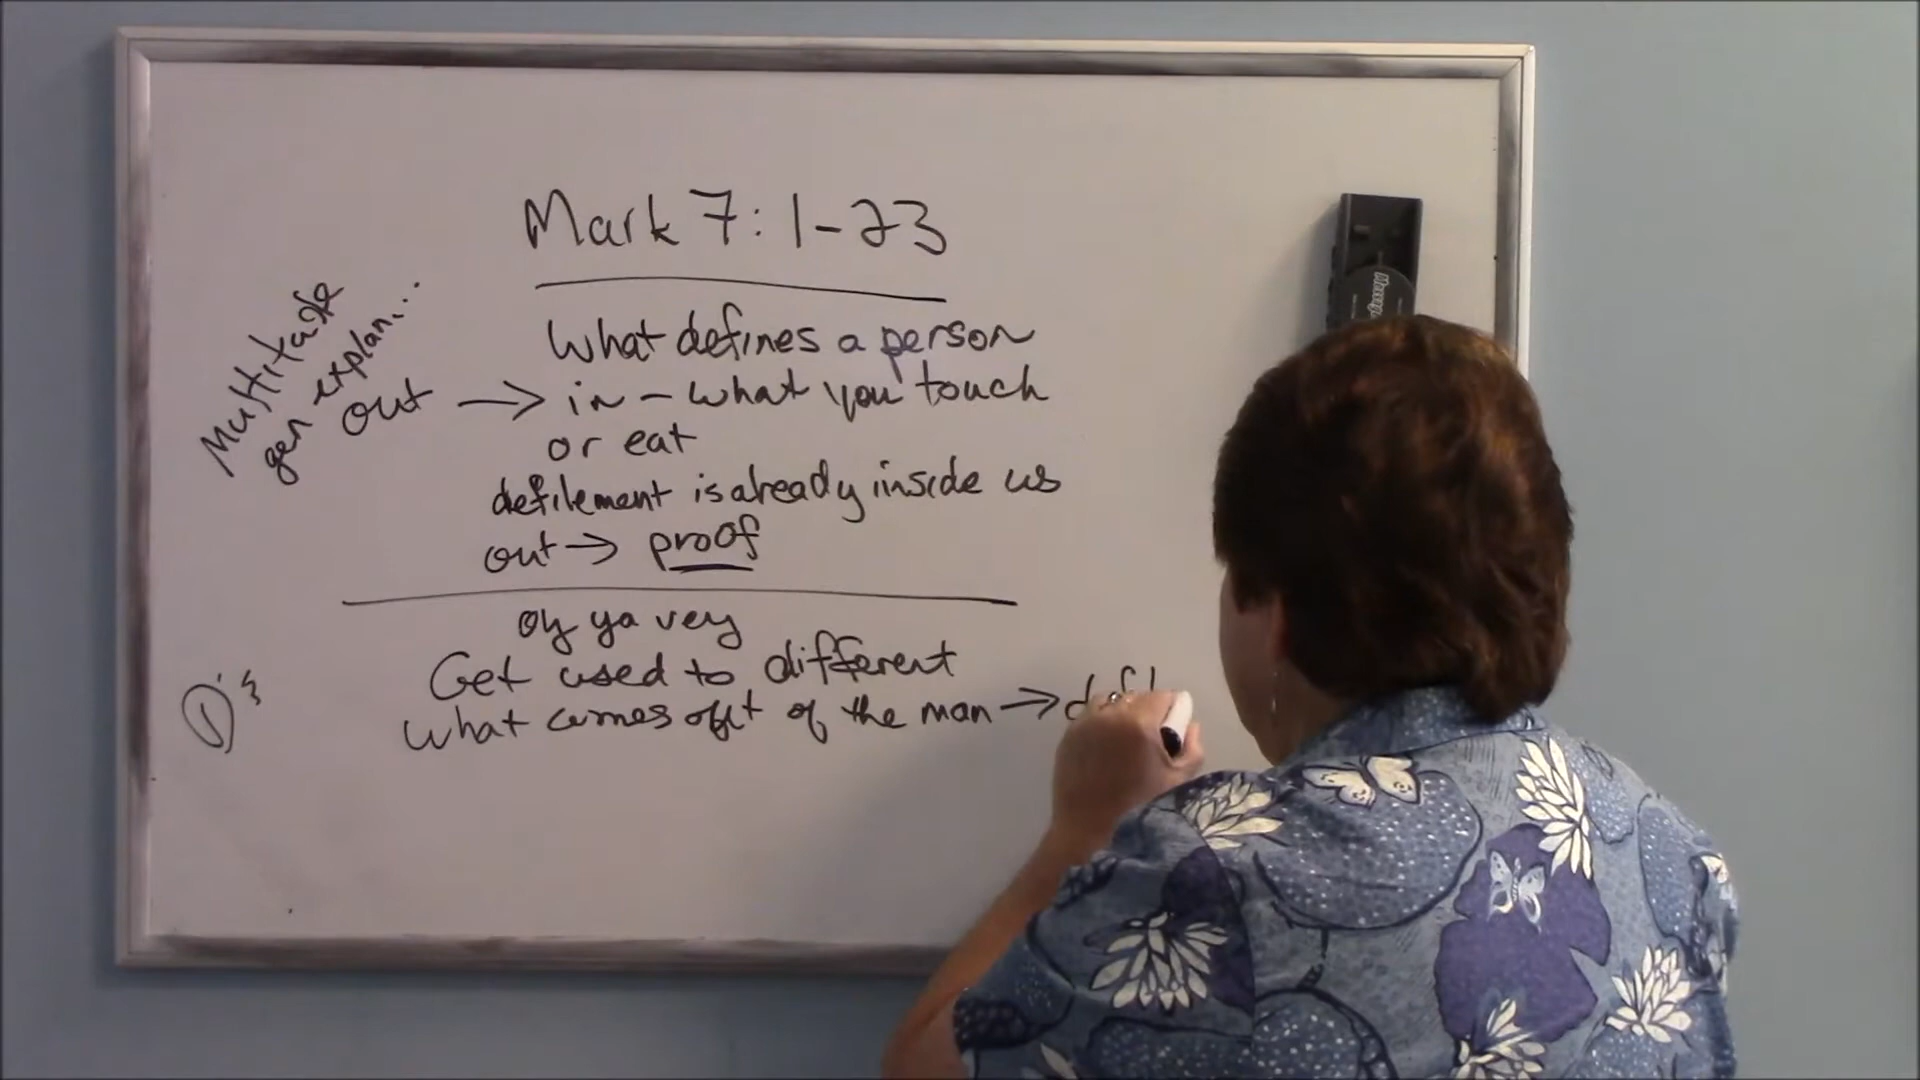 Mark 7:1-23
Multitude
gen explan...
What defines a person
out → in - what you touch
or eat
defilement is already inside us
out → proof
oy ya vey
Get used to different
D's
what comes out of the man → defl